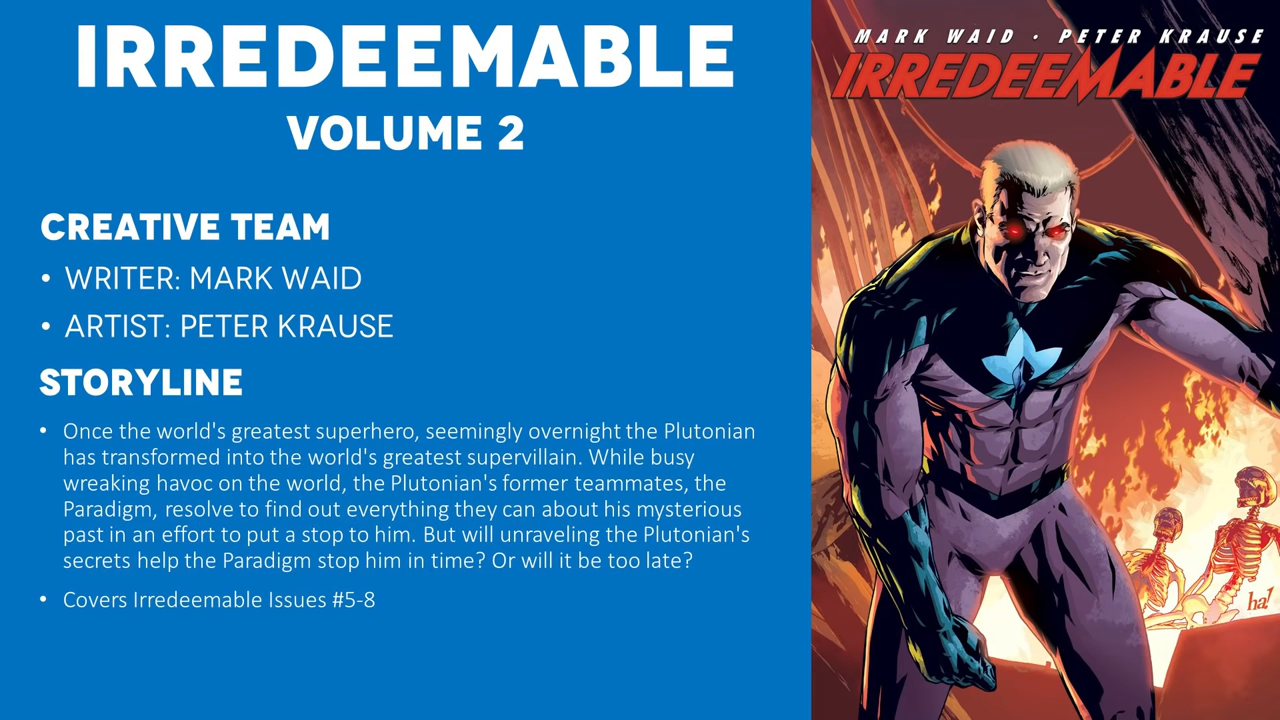 IRREDEEMABLE
VOLUME 2
CREATIVE TEAM
• WRITER: MARK WAID
• ARTIST: PETER KRAUSE
STORYLINE
• Once the world's greatest superhero, seemingly overnight the Plutonian
has transformed into the world's greatest supervillain. While busy
wreaking havoc on the world, the Plutonian's former teammates, the
Paradigm, resolve to find out everything they can about his mysterious
past in an effort to put a stop to him. But will unraveling the Plutonian's
secrets help the Paradigm stop him in time? Or will it be too late?
• Covers Irredeemable Issues #5-8
MARK WAID · PETER KRAUSE
IRREDEEMABLE
ha!